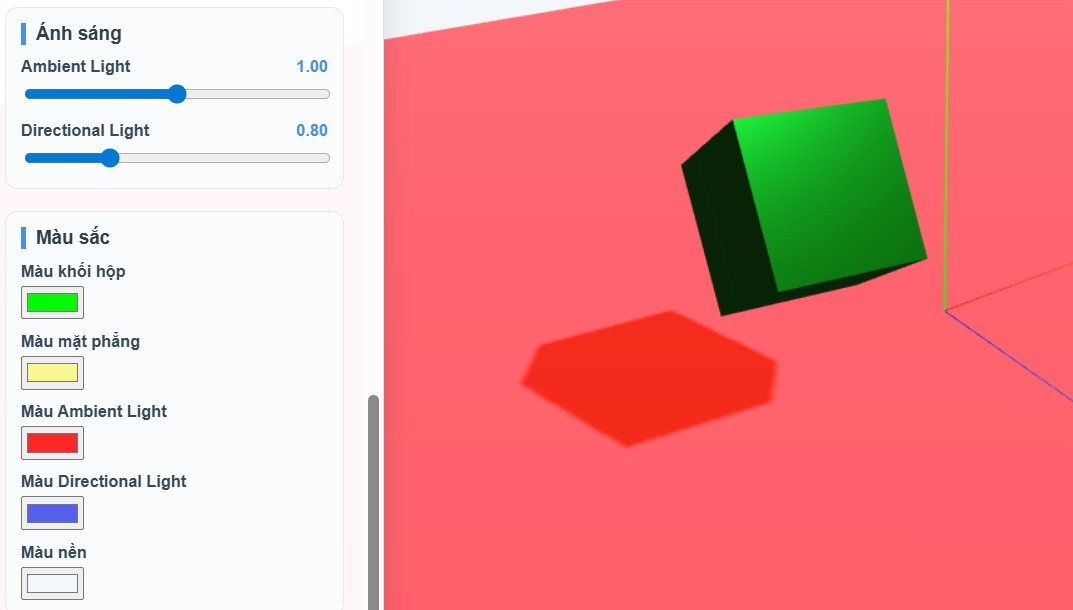 Ánh sáng
Ambient Light 1.00
Directional Light 0.80
Màu sắc
Màu khối hộp
Màu mặt phẳng
Màu Ambient Light
Màu Directional Light
Màu nền